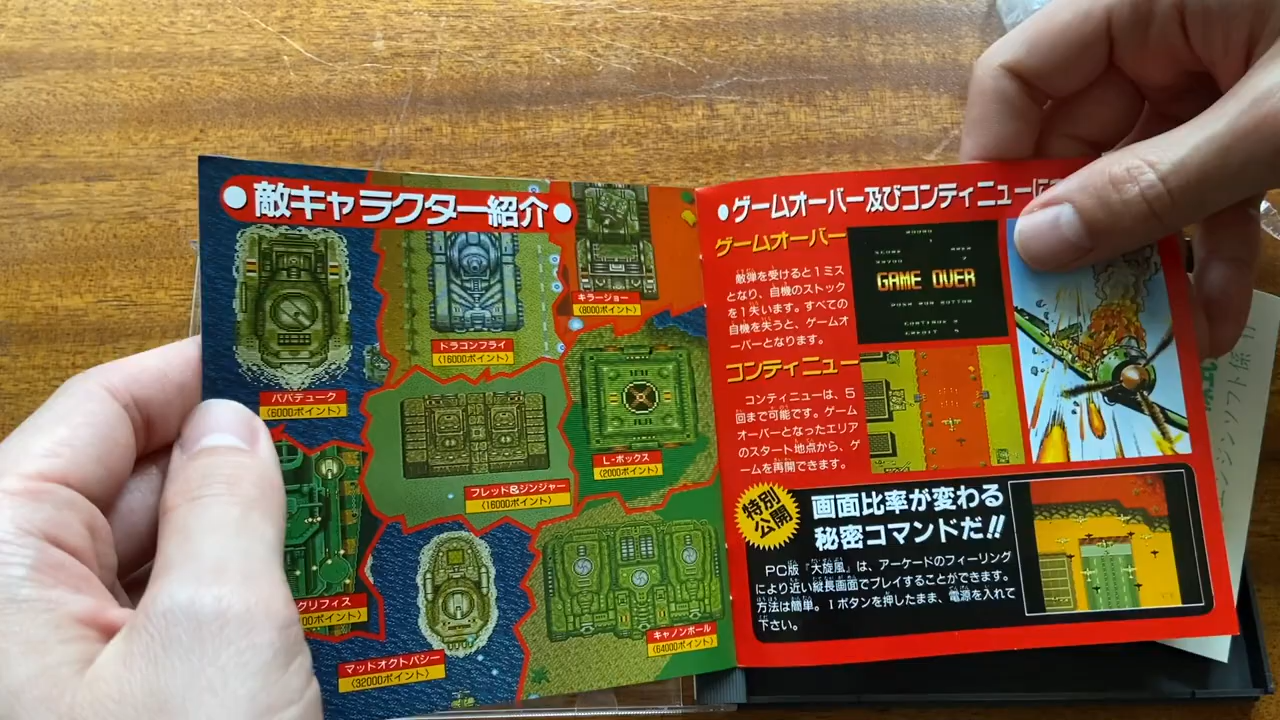 ●敵キャラクター紹介●
パパデューク
〈6000ポイント〉
ドラコンフライ
〈16000ポイント〉
キラージョー
〈8000ポイント〉
フレッド&ジンジャー
〈16000ポイント〉
L-ボックス
〈2000ポイント〉
グリフィス
00ポイント〉
マッドオクトパシー
〈32000ポイント〉
キャノンボール
〈64000ポイント〉
●ゲームオーバー及びコンティニューに
ゲームオーバー
敵弾を受けると1ミス
となり、自機のストック
を1失います。すべての
自機を失うと、ゲームオ
ーバーとなります。
GAME OVER
PUSH RUN BUTTON
コンティニュー
コンティニューは、5
回まで可能です。ゲーム
オーバーとなったエリア
のスタート地点から、ゲ
ームを再開できます。
特別
公開
画面比率が変わる
秘密コマンドだ!!
PC版『大旋風』は、アーケードのフィーリング
により近い縦長画面でプレイすることができます。
方法は簡単。Iボタンを押したまま、電源を入れて
下さい。